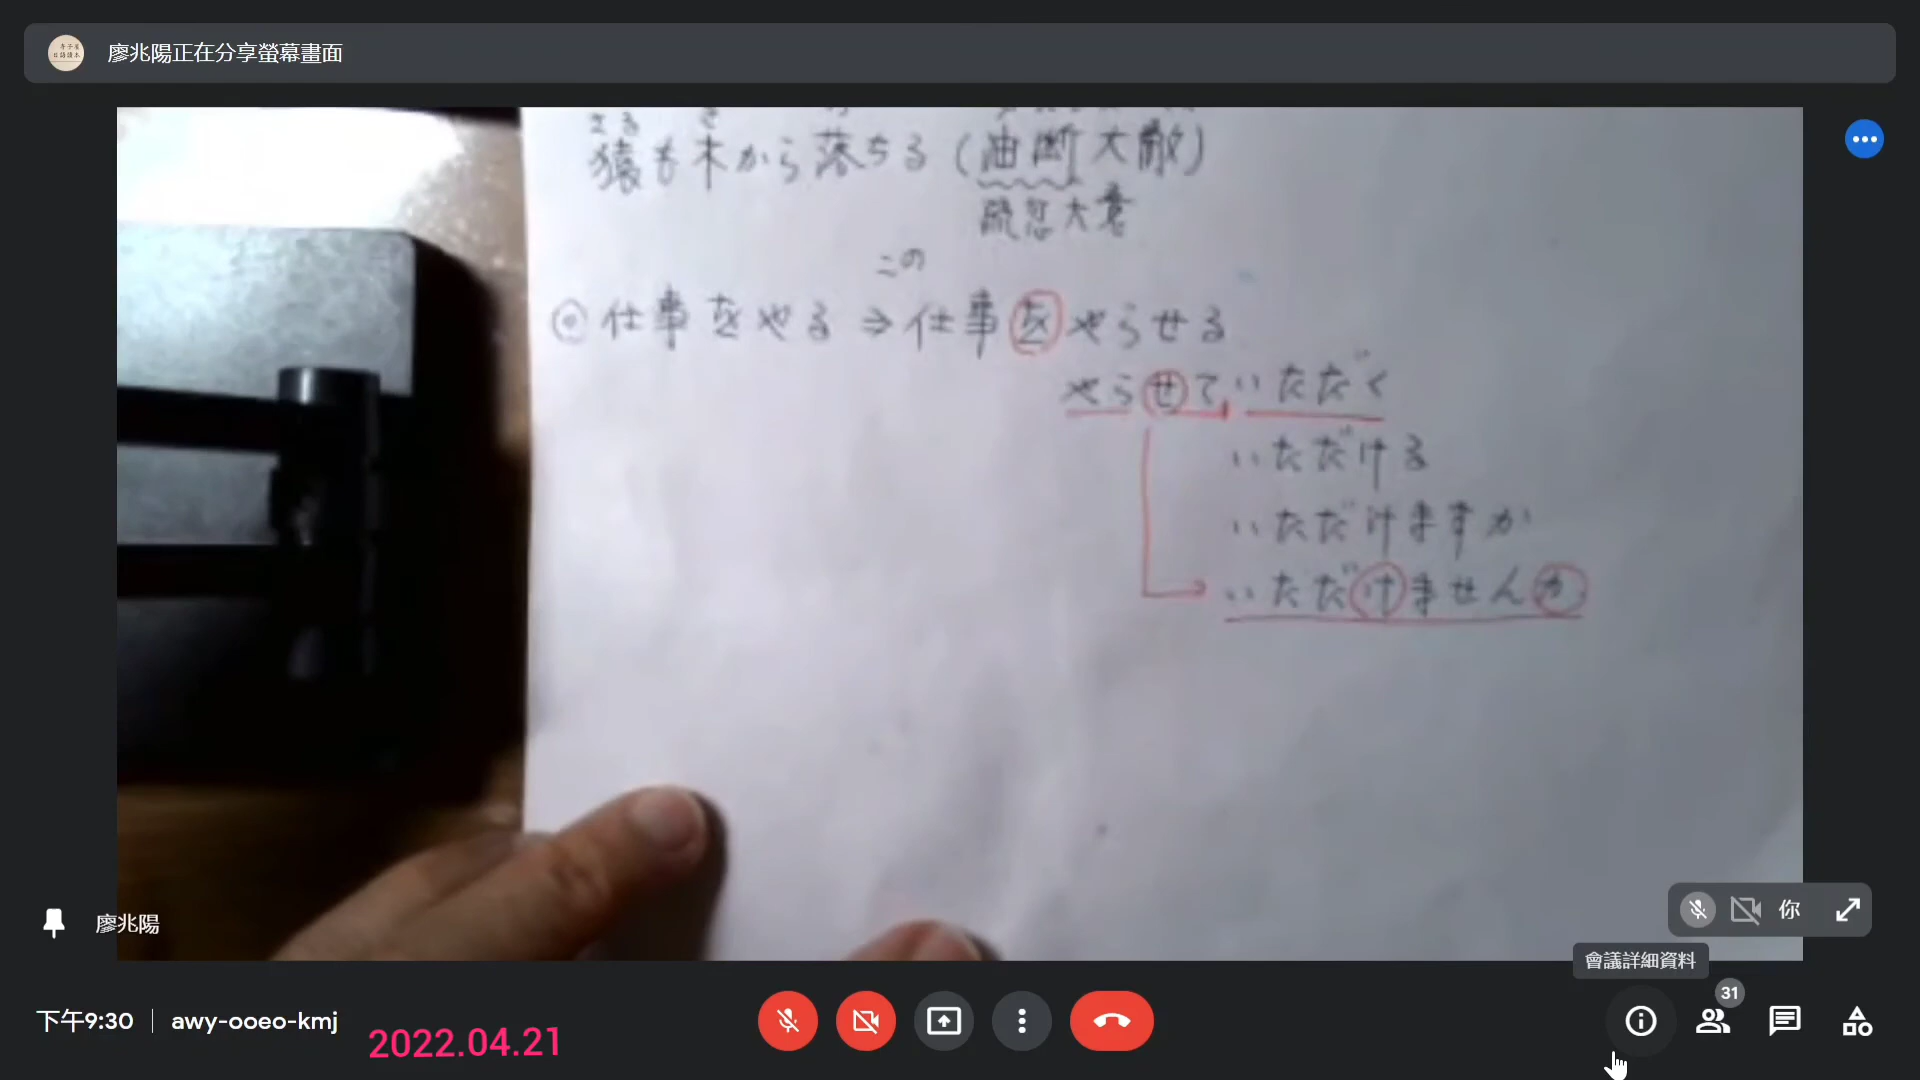 廖兆陽正在分享螢幕畫面
さる き
猿も木から落ちる(油断大敵)
疏忽大意
この
◎仕事をやる⇒仕事をやらせる
やらせていただく
いただける
いただけますか
いただけませんか
廖兆陽
你
會議詳細資料
31
下午9:30 | awy-ooeo-kmj
2022.04.21